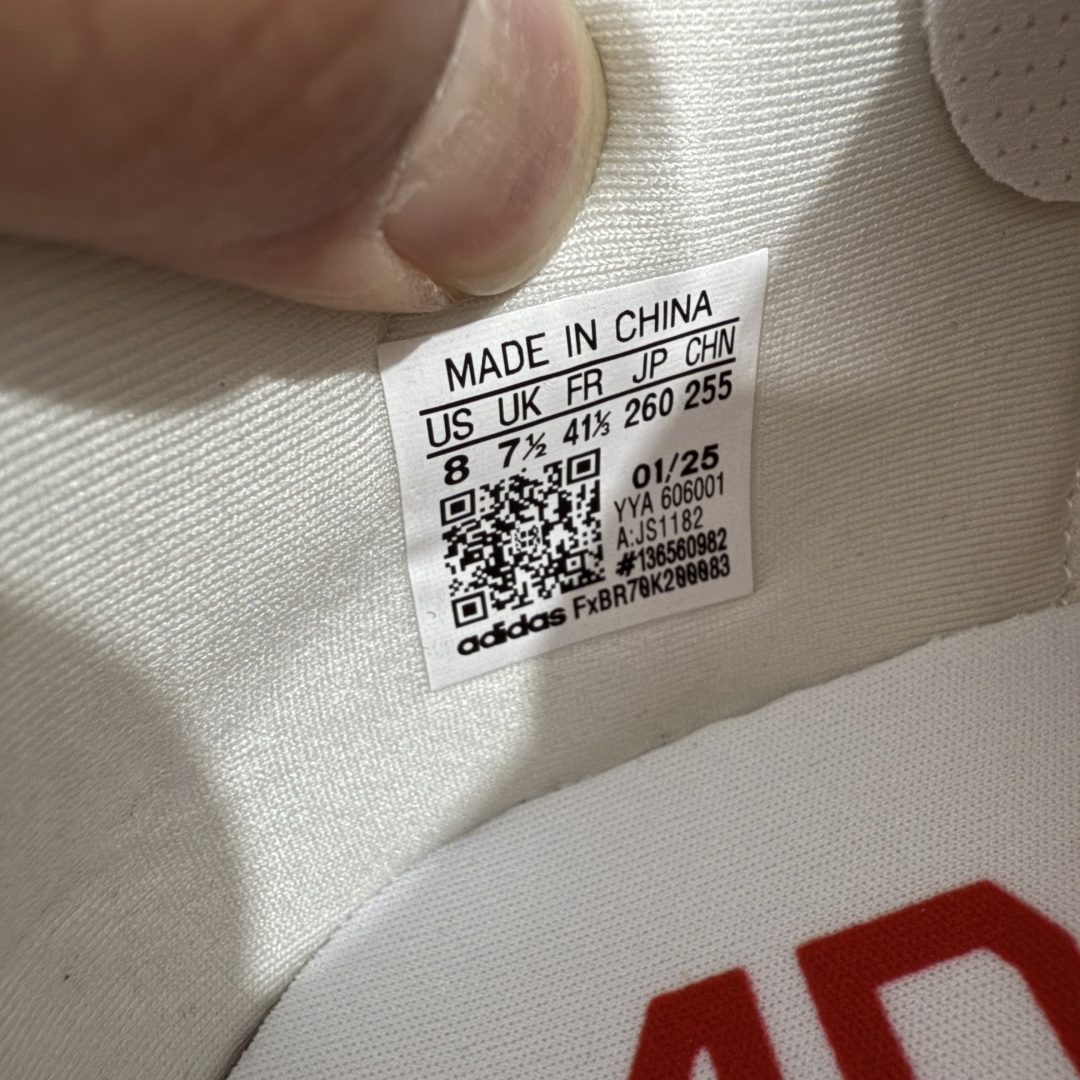 MADE IN CHINA
US UK FR JP CHN
8 7½ 41⅓ 260 255
01/25
YYA 606001
A:JS1182
#136560982
adidas FxBR70K200083